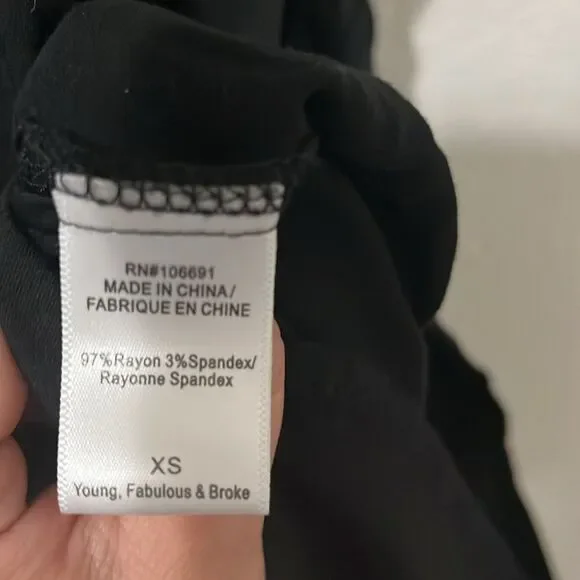 RN#106691
MADE IN CHINA/
FABRIQUE EN CHINE
97%Rayon 3%Spandex/
Rayonne Spandex
XS
Young, Fabulous & Broke